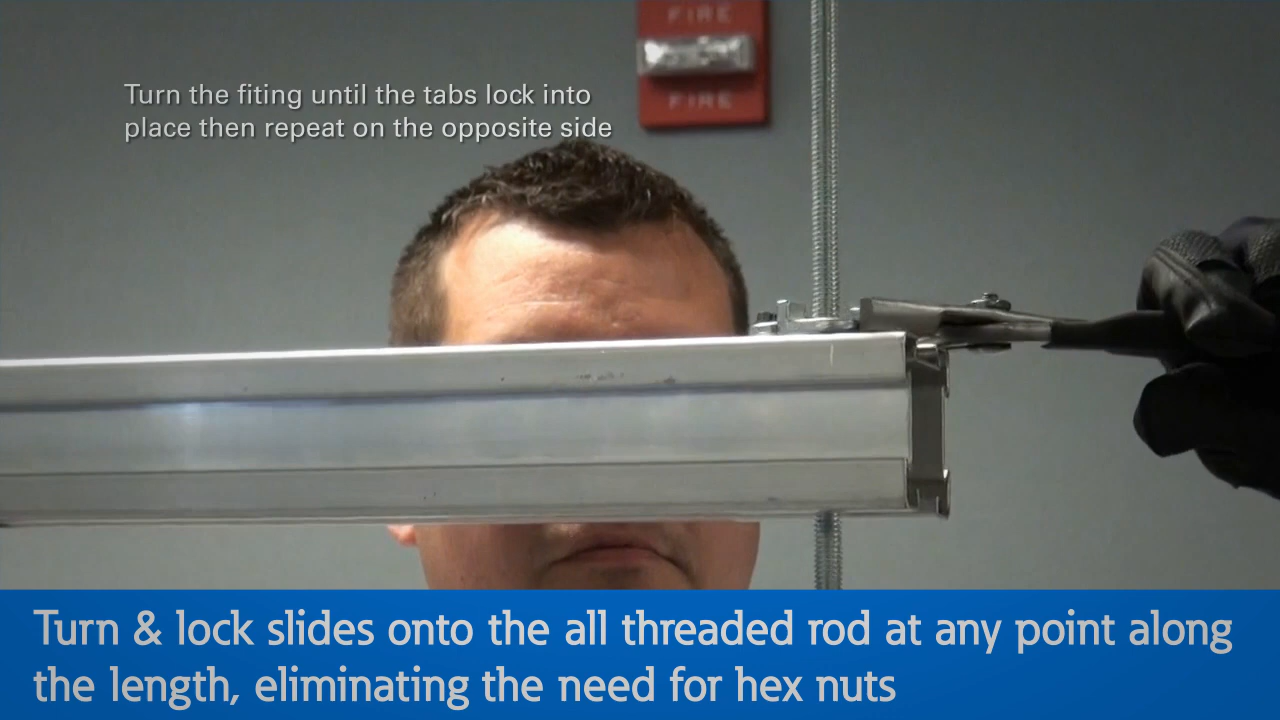 FIRE
Turn the fiting until the tabs lock into
FIRE
place then repeat on the opposite side
Turn & lock slides onto the all threaded rod at any point along
the length, eliminating the need for hex nuts